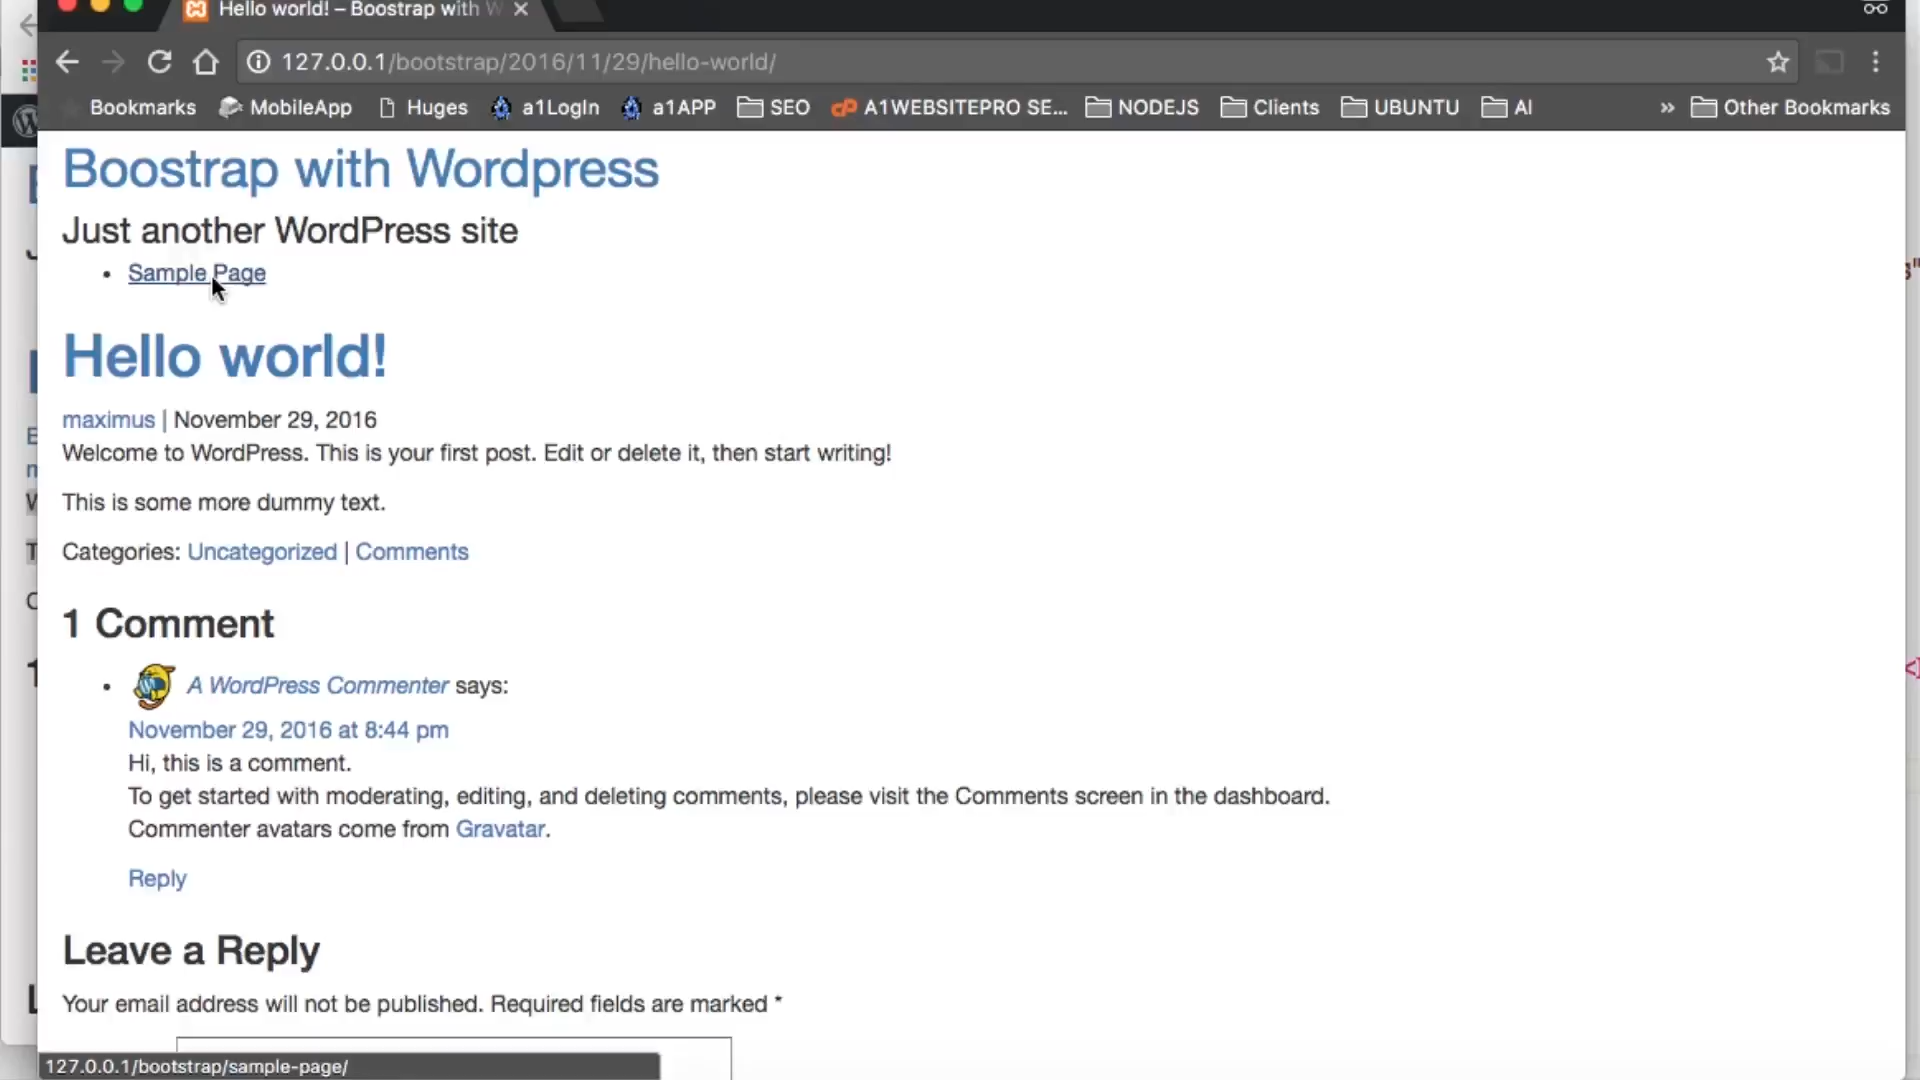 Hello world! – Boostrap with W
127.0.0.1/bootstrap/2016/11/29/hello-world/
Bookmarks MobileApp Huges a1LogIn a1APP SEO A1WEBSITEPRO SE... NODEJS Clients UBUNTU AI » Other Bookmarks
Boostrap with Wordpress
Just another WordPress site
• Sample Page
Hello world!
maximus | November 29, 2016
Welcome to WordPress. This is your first post. Edit or delete it, then start writing!
This is some more dummy text.
Categories: Uncategorized | Comments
1 Comment
• A WordPress Commenter says:
November 29, 2016 at 8:44 pm
Hi, this is a comment.
To get started with moderating, editing, and deleting comments, please visit the Comments screen in the dashboard.
Commenter avatars come from Gravatar.
Reply
Leave a Reply
Your email address will not be published. Required fields are marked *
127.0.0.1/bootstrap/sample-page/